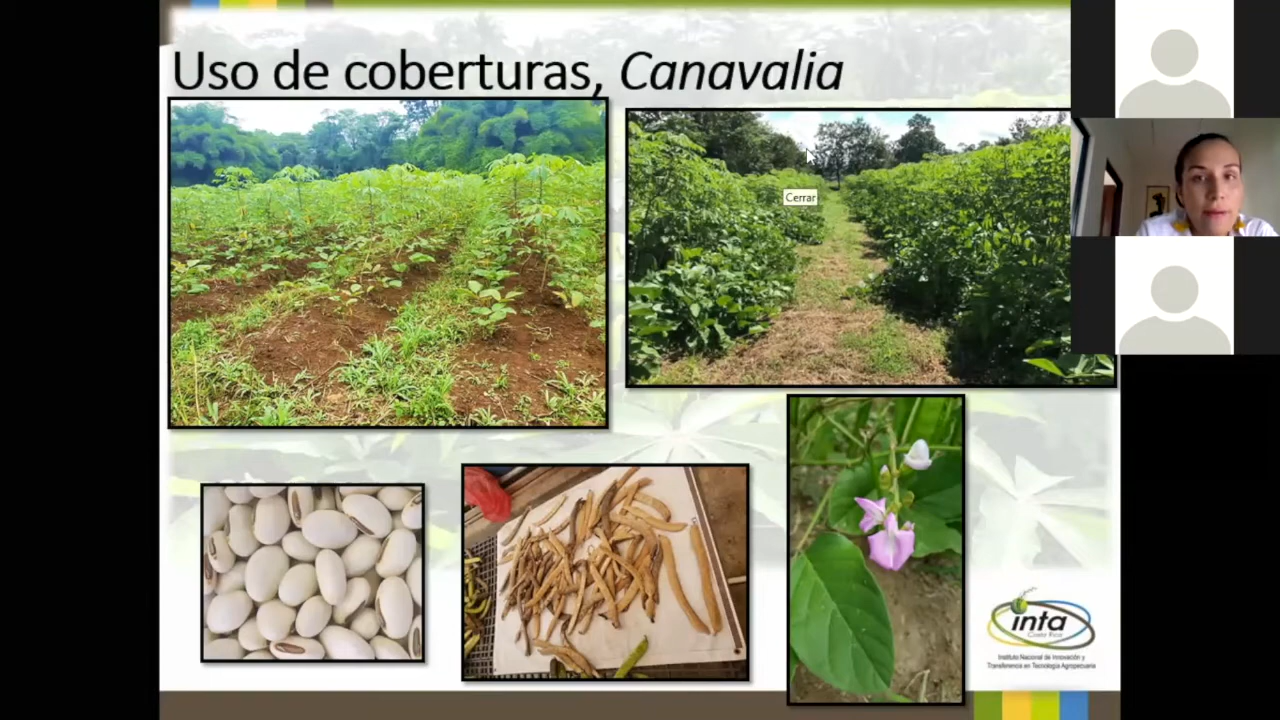 Uso de coberturas, Canavalia
Cerrar
inta
Costa Rica
Instituto Nacional de Innovación y
Transferencia en Tecnología Agropecuaria